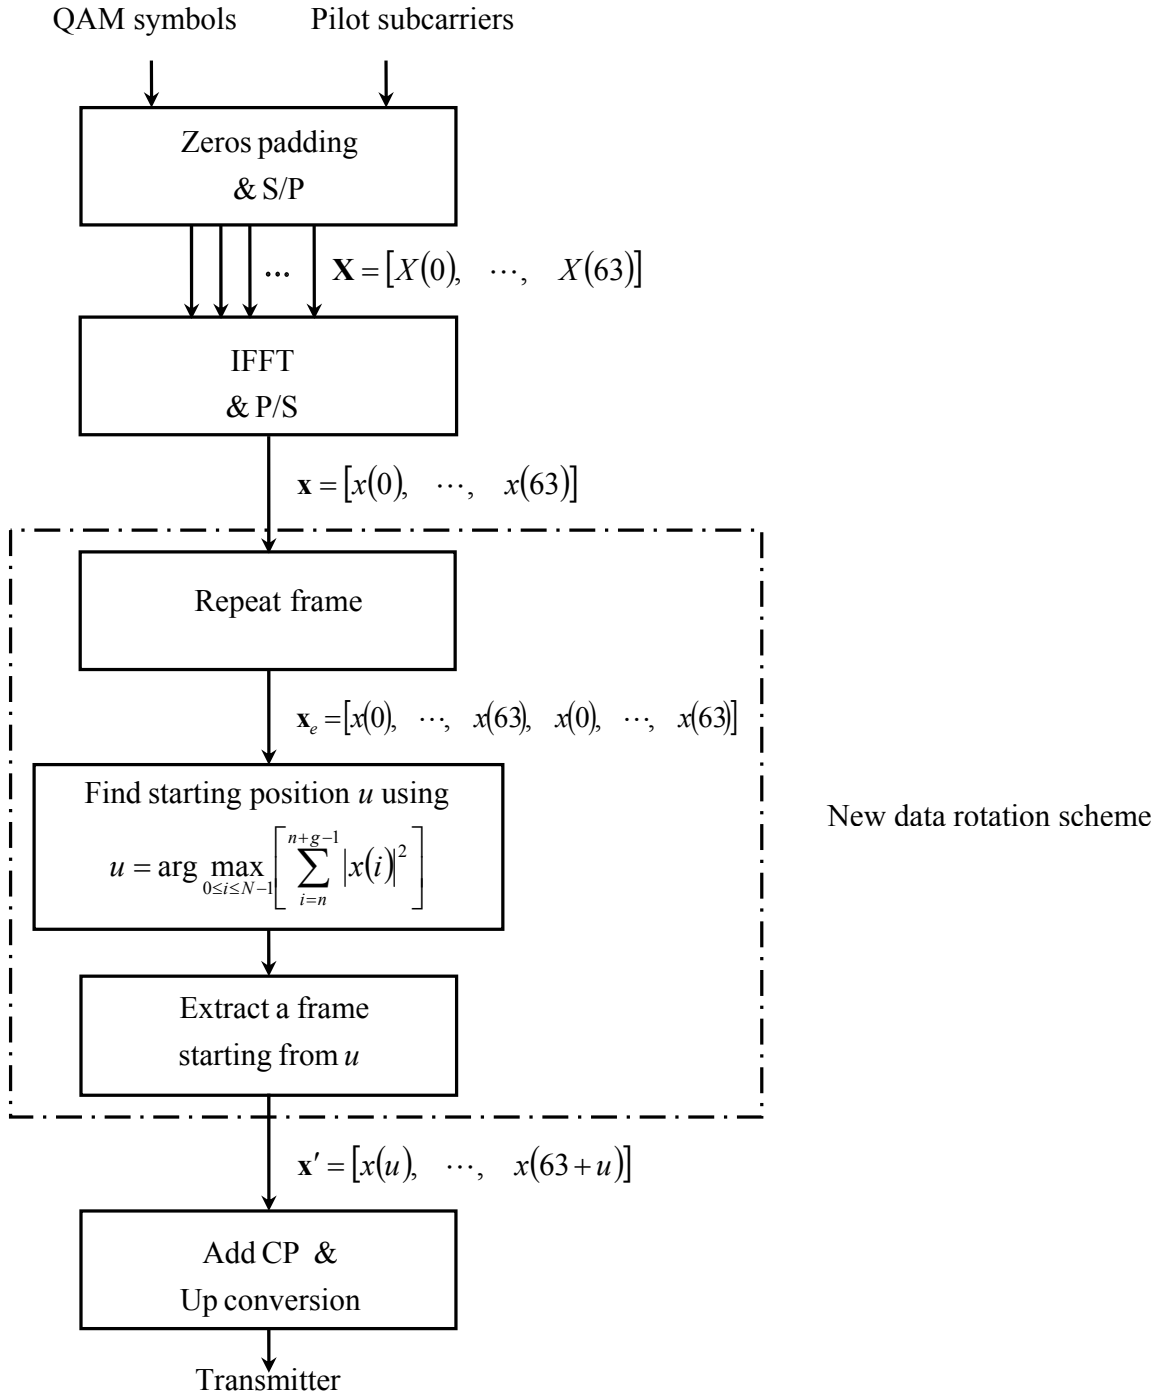 QAM symbols Pilot subcarriers
Zeros padding
& S/P
... X = [X(0), ⋯, X(63)]
IFFT
& P/S
x = [x(0), ⋯, x(63)]
Repeat frame
xₑ = [x(0), ⋯, x(63), x(0), ⋯, x(63)]
Find starting position u using
u = arg max_{0≤i≤N−1} [ ∑_{i=n}^{n+g−1} |x(i)|² ]
New data rotation scheme
Extract a frame
starting from u
x′ = [x(u), ⋯, x(63+u)]
Add CP &
Up conversion
Transmitter